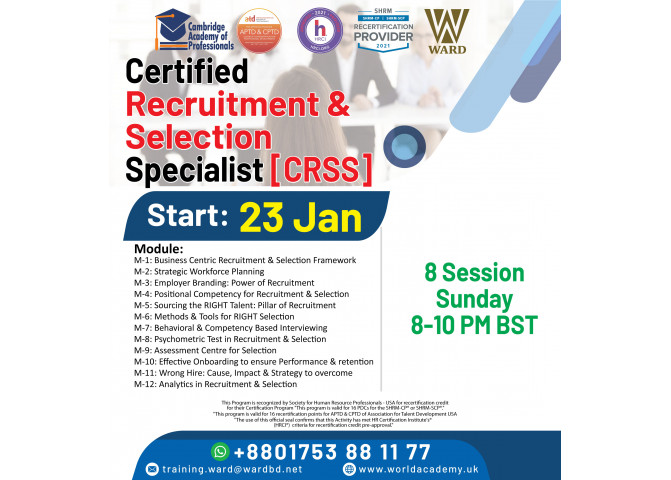 Cambridge
Academy of
Professionals
atd
APTD & CPTD
h
HRCI
HRCI.ORG
SHRM
SHRM-CP | SHRM-SCP
RECERTIFICATION
PROVIDER
2021
WARD
Certified
Recruitment &
Selection
Specialist [CRSS]
Start: 23 Jan
Module:
M-1: Business Centric Recruitment & Selection Framework
M-2: Strategic Workforce Planning
M-3: Employer Branding: Power of Recruitment
M-4: Positional Competency for Recruitment & Selection
M-5: Sourcing the RIGHT Talent: Pillar of Recruitment
M-6: Methods & Tools for RIGHT Selection
M-7: Behavioral & Competency Based Interviewing
M-8: Psychometric Test in Recruitment & Selection
M-9: Assessment Centre for Selection
M-10: Effective Onboarding to ensure Performance & retention
M-11: Wrong Hire: Cause, Impact & Strategy to overcome
M-12: Analytics in Recruitment & Selection
8 Session
Sunday
8-10 PM BST
This Program is recognized by Society for Human Resource Professionals - USA for recertification credit
for their Certification Program "This program is valid for 16 PDCs for the SHRM-CP® or SHRM-SCP®."
"This program is valid for 16 recertification points for APTD & CPTD of Association for Talent Development USA
"The use of this official seal confirms that this Activity has met HR Certification Institute's®
(HRCI®) criteria for recertification credit pre-approval."
+8801753 88 11 77
training.ward@wardbd.net
www.worldacademy.uk